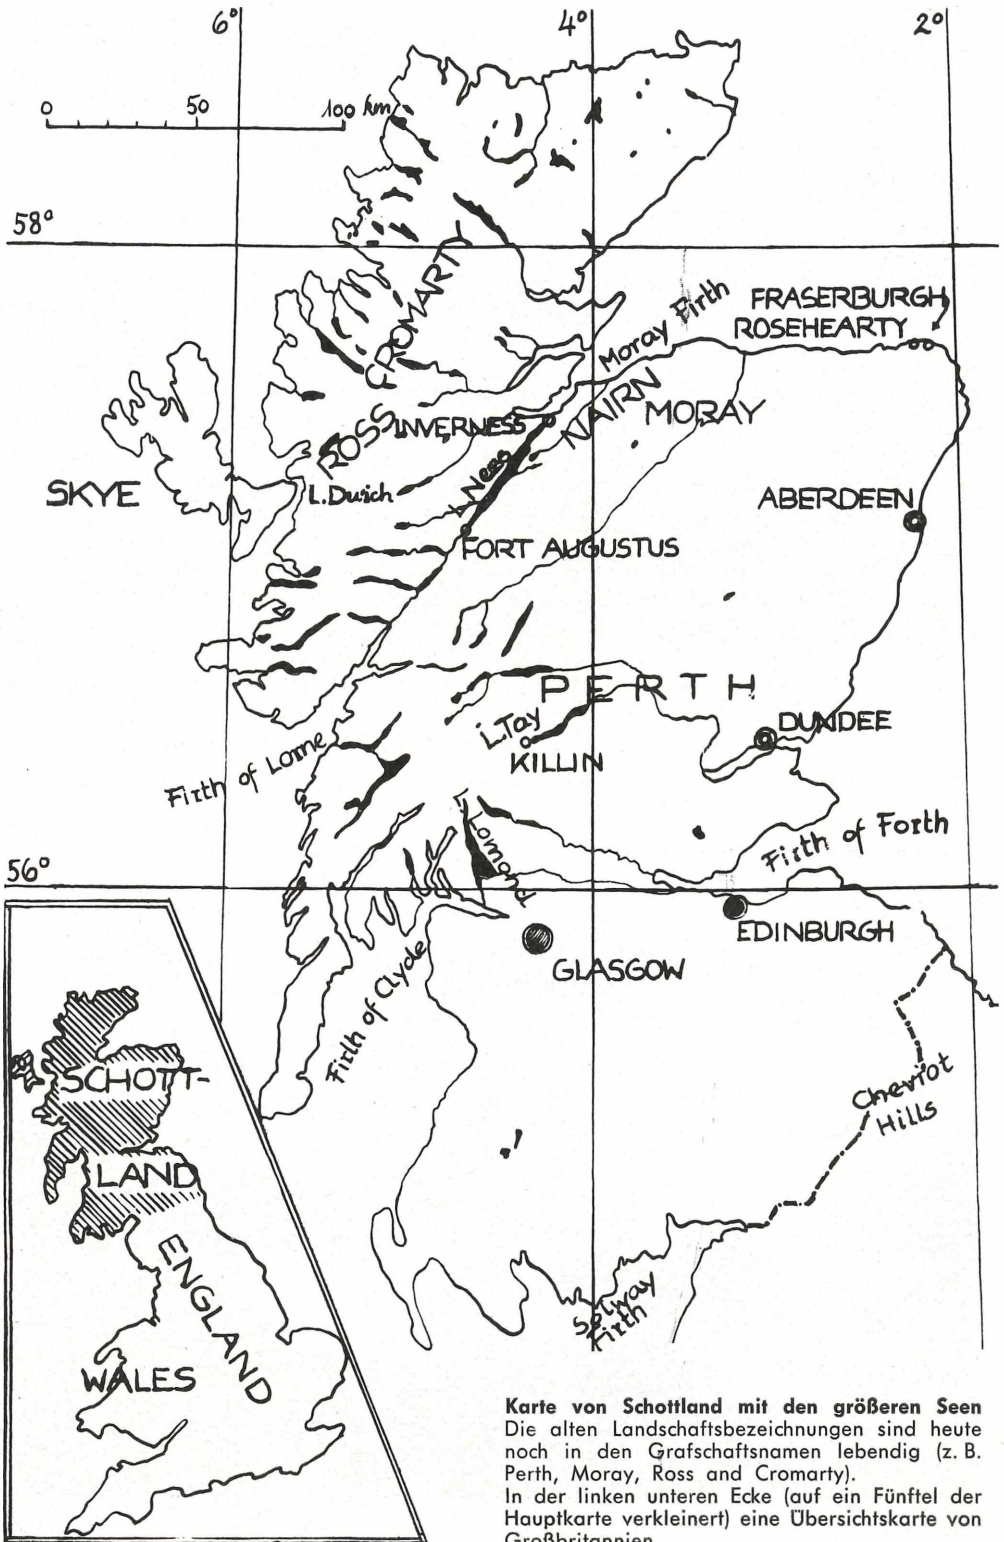 6° 4° 2°
0 50 100 km
58°
CROMARTY
Moray Firth
FRASERBURGH
ROSEHEARTY
NAIRN
MORAY
ROSS
INVERNESS
SKYE
L. Duich
L. Ness
ABERDEEN
FORT AUGUSTUS
PERTH
L. Tay
DUNDEE
KILLIN
Firth of Lorne
L. Lomond
Firth of Forth
56°
EDINBURGH
GLASGOW
Firth of Clyde
Cheviot
Hills
SCHOTT-
LAND
ENGLAND
WALES
Solway
Firth
Karte von Schottland mit den größeren Seen
Die alten Landschaftsbezeichnungen sind heute
noch in den Grafschaftsnamen lebendig (z. B.
Perth, Moray, Ross and Cromarty).
In der linken unteren Ecke (auf ein Fünftel der
Hauptkarte verkleinert) eine Übersichtskarte von
Großbritannien